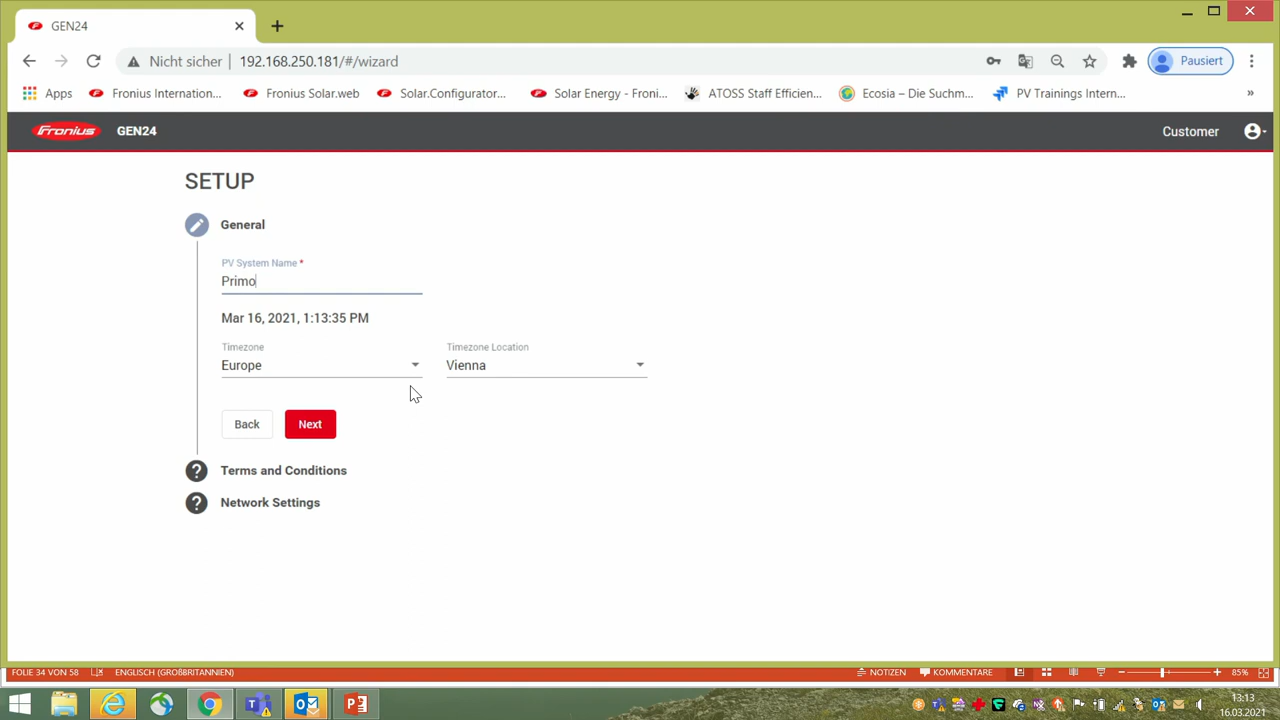 GEN24
Nicht sicher 192.168.250.181/#/wizard Pausiert
Apps Fronius Internation... Fronius Solar.web Solar.Configurator... Solar Energy - Froni... ATOSS Staff Efficien... Ecosia – Die Suchm... PV Trainings Intern... »
Fronius GEN24 Customer
SETUP
General
PV System Name *
Primo
Mar 16, 2021, 1:13:35 PM
Timezone Timezone Location
Europe Vienna
Back Next
? Terms and Conditions
? Network Settings
FOLIE 34 VON 58 ENGLISCH (GROßBRITANNIEN) NOTIZEN KOMMENTARE 85%
13:13
16.03.2021